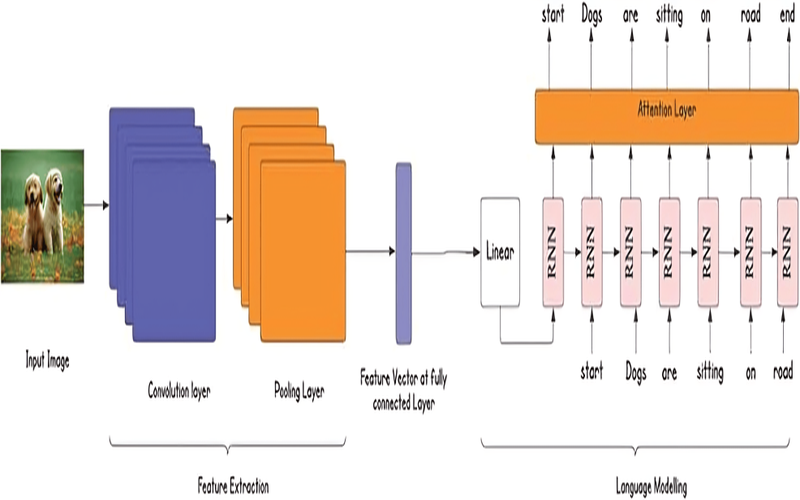 start Dogs are sitting on road end
Attention Layer
Linear
RNN RNN RNN RNN RNN RNN RNN
start Dogs are sitting on road
Input Image
Convolution layer
Pooling Layer
Feature Vector at fully
connected Layer
Feature Extraction
Language Modelling